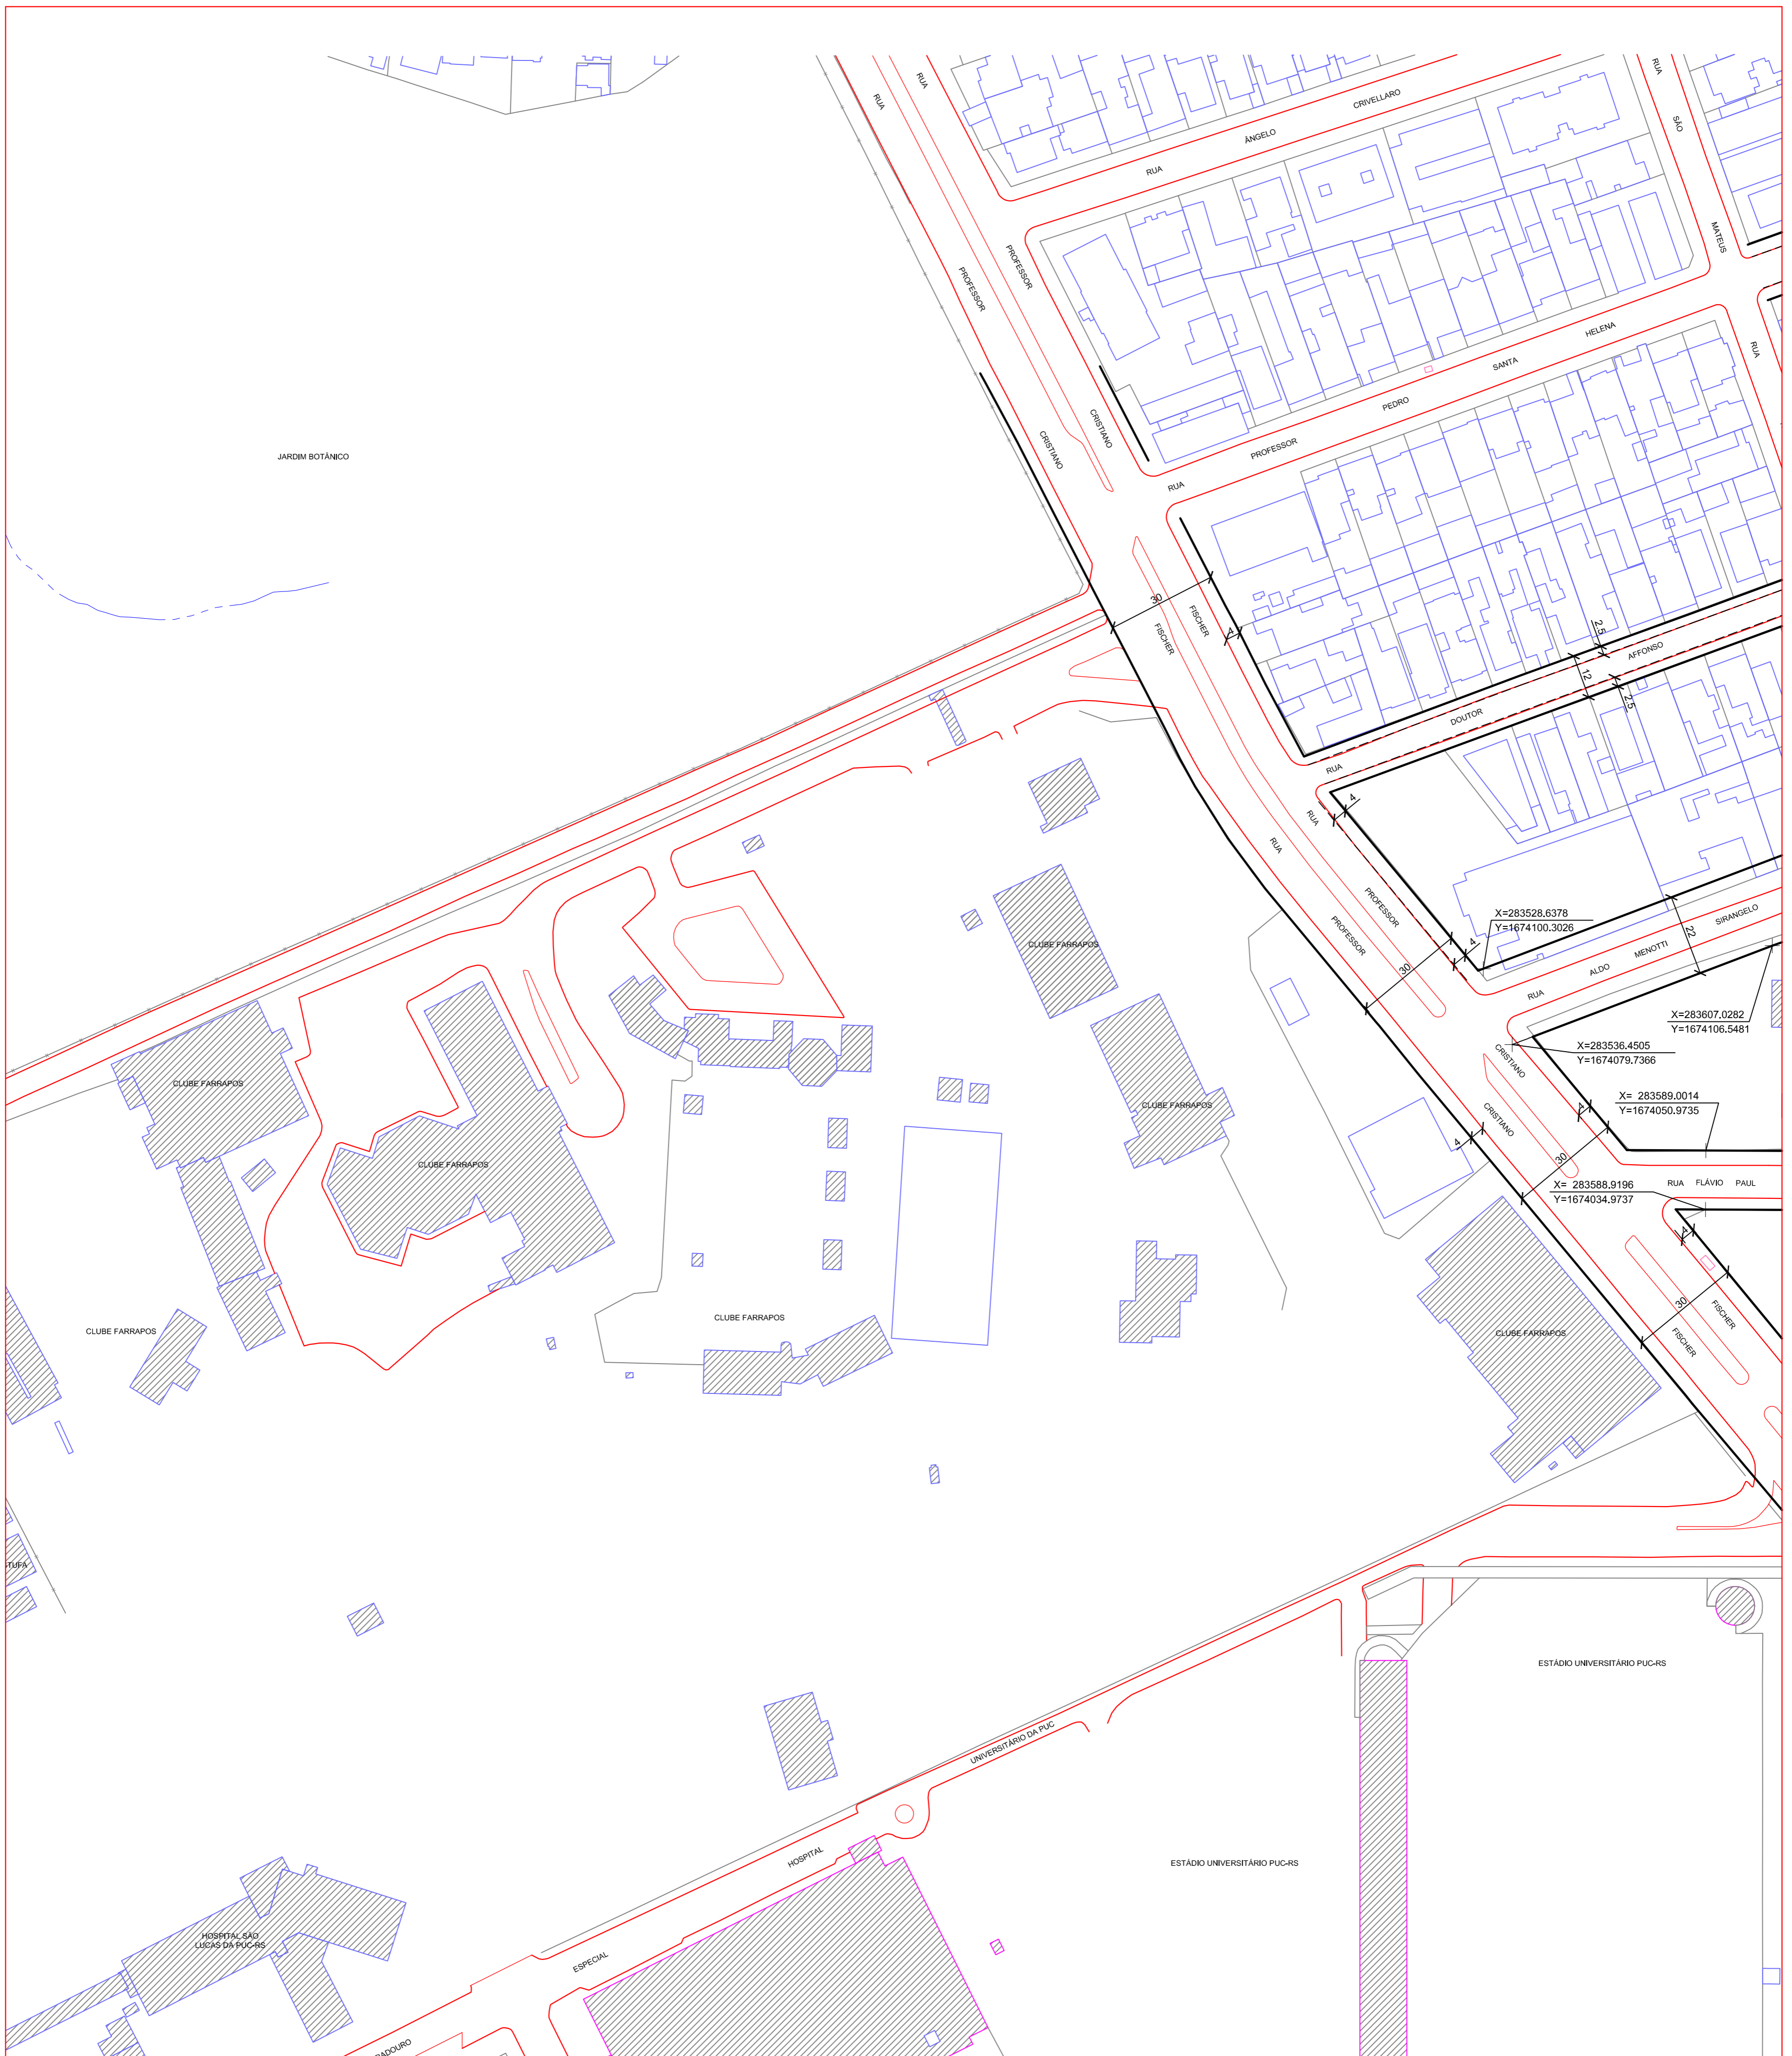 RUA
RUA
ÂNGELO
CRIVELLARO
RUA
RUA
SÃO
MATEUS
RUA
PROFESSOR
PROFESSOR
CRISTIANO
CRISTIANO
RUA
PROFESSOR
PEDRO
SANTA
HELENA
JARDIM BOTÂNICO
30
FISCHER
FISCHER
4
2.5
12
2.5
RUA
DOUTOR
AFFONSO
4
RUA
RUA
PROFESSOR
PROFESSOR
X=283528,6378
Y=1674100.3026
4
30
22
RUA
ALDO
MENOTTI
SIRANGELO
X=283607,0282
Y=1674106.5481
X=283536.4505
Y=1674079.7366
CRISTIANO
CRISTIANO
X= 283589.0014
Y=1674050.9735
4
4
30
X= 283588,9196
Y=1674034.9737
RUA FLÁVIO PAUL
4
30
FISCHER
FISCHER
CLUBE FARRAPOS
CLUBE FARRAPOS
CLUBE FARRAPOS
CLUBE FARRAPOS
CLUBE FARRAPOS
CLUBE FARRAPOS
CLUBE FARRAPOS
TUFA
ESTÁDIO UNIVERSITÁRIO PUC-RS
ESTÁDIO UNIVERSITÁRIO PUC-RS
UNIVERSITÁRIO DA PUC
HOSPITAL
ESPECIAL
RADOURO
HOSPITAL SÃO
LUCAS DA PUC-RS